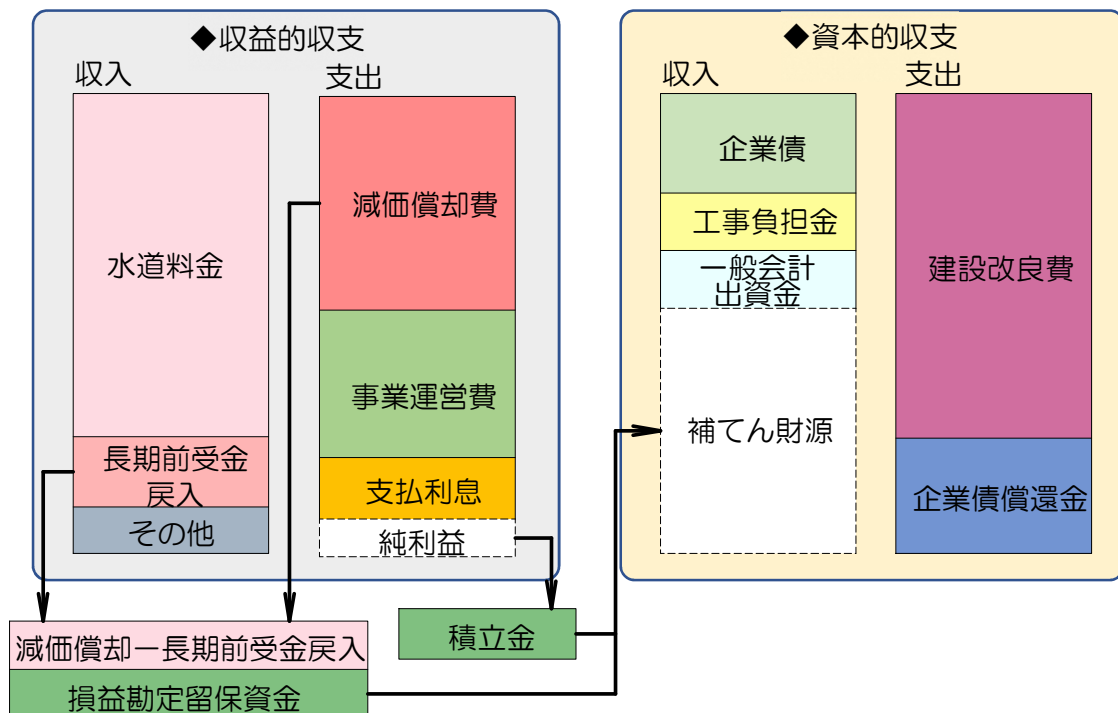 ◆収益的収支
収入
支出
水道料金
長期前受金
戻入
その他
減価償却費
事業運営費
支払利息
純利益
◆資本的収支
収入
支出
企業債
工事負担金
一般会計
出資金
補てん財源
建設改良費
企業債償還金
減価償却ー長期前受金戻入
損益勘定留保資金
積立金